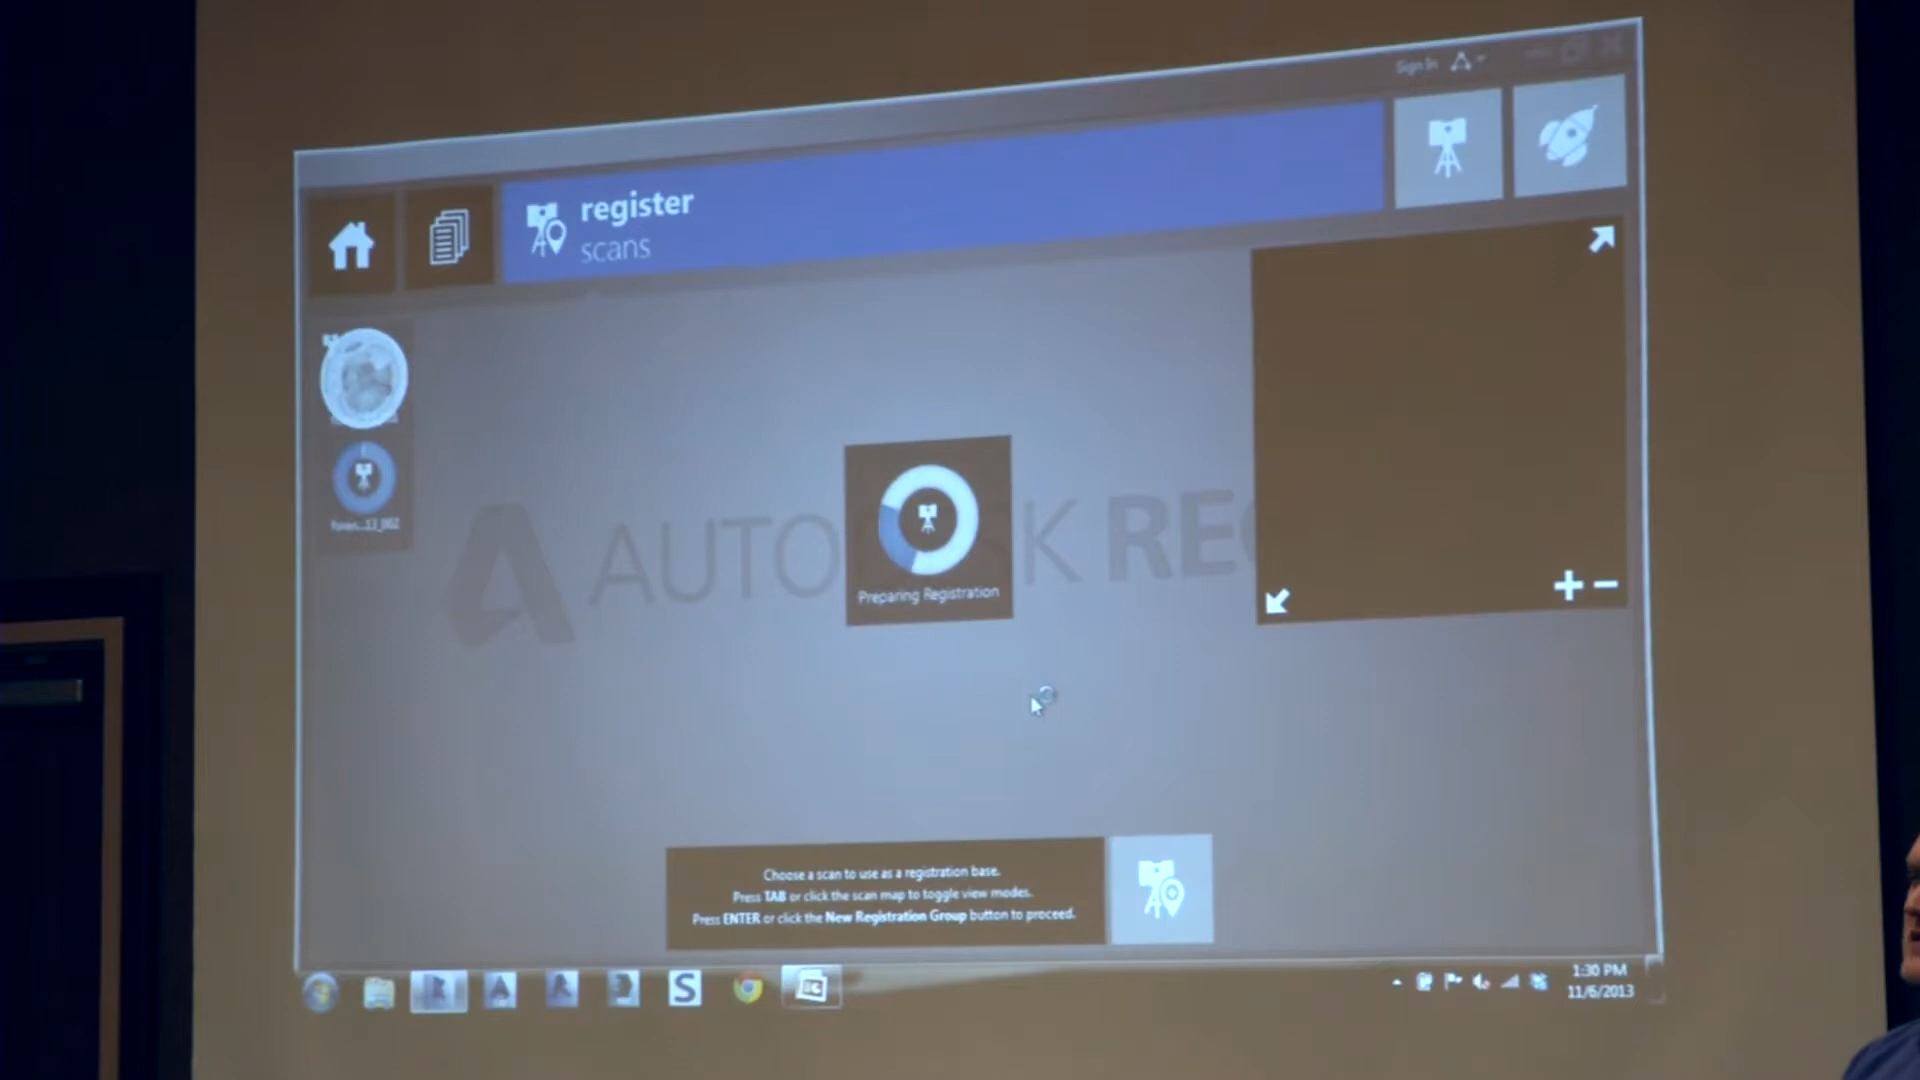 Sign In
register
scans
AUTO
K REC
Preparing Registration
Choose a scan to use as a registration base.
Press TAB or click the scan map to toggle view modes.
Press ENTER or click the New Registration Group button to proceed.
S
1:30 PM
11/6/2013